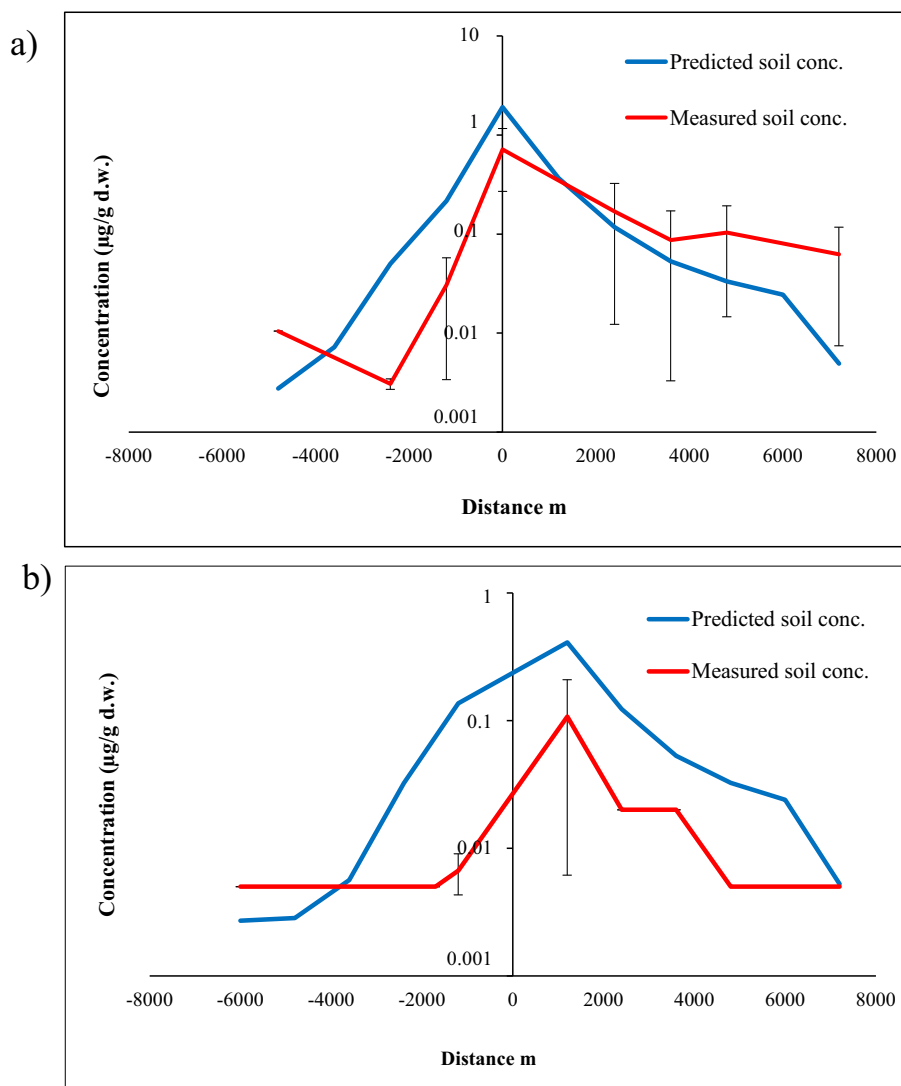 a)
10
Predicted soil conc.
1
Measured soil conc.
Concentration (µg/g d.w.)
0.1
0.01
0.001
-8000 -6000 -4000 -2000 0 2000 4000 6000 8000
Distance m
b)
1
Predicted soil conc.
Measured soil conc.
Concentration (µg/g d.w.)
0.1
0.01
0.001
-8000 -6000 -4000 -2000 0 2000 4000 6000 8000
Distance m